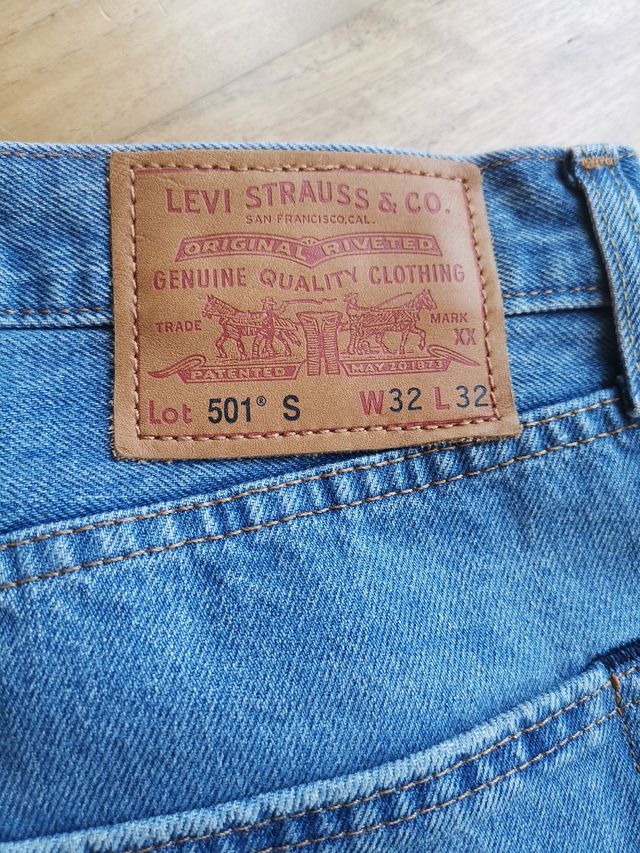 LEVI STRAUSS & CO.
SAN FRANCISCO, CAL.
ORIGINAL RIVETED
GENUINE QUALITY CLOTHING
TRADE MARK
XX
PATENTED MAY 20 1873
Lot 501® S W32 L32